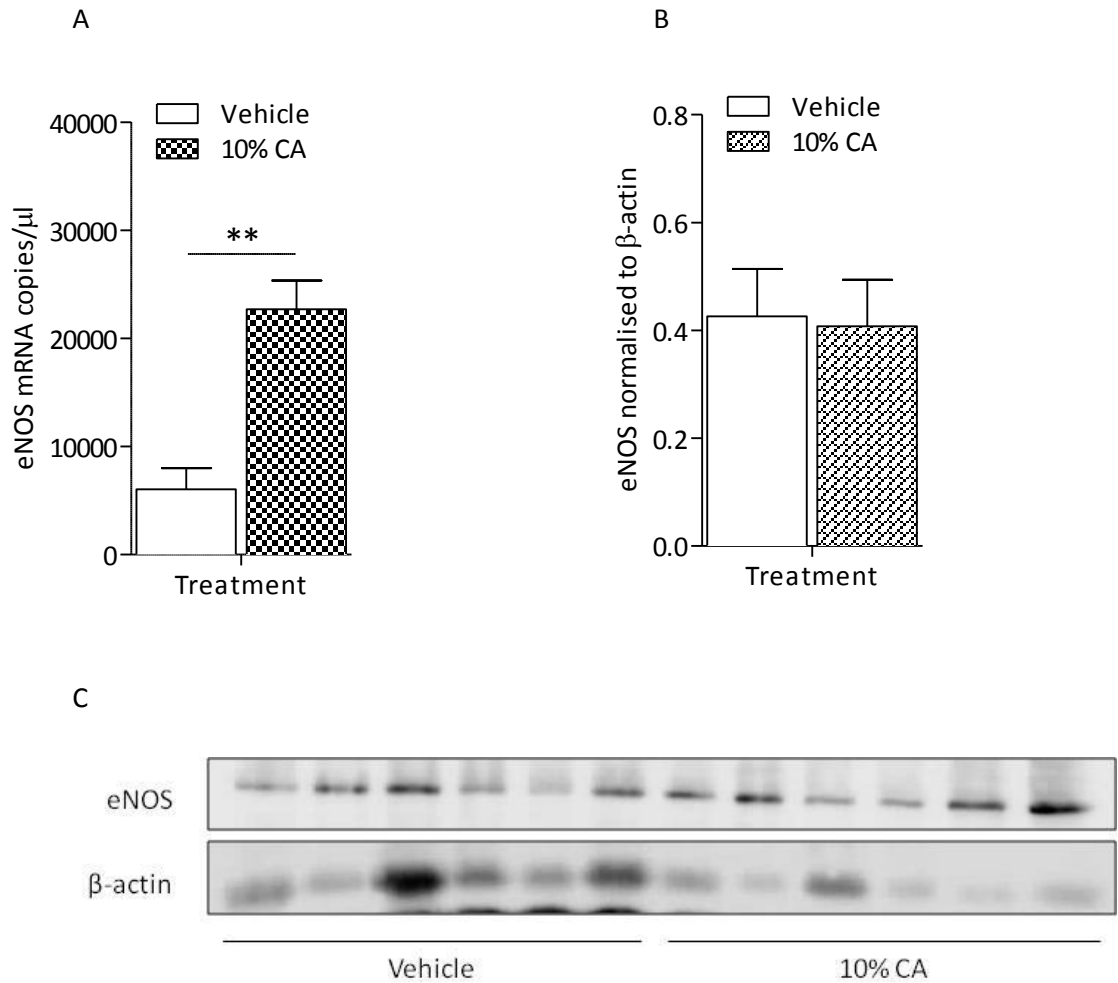 A
Vehicle
10% CA
40000
30000
20000
10000
0
eNOS mRNA copies/µl
**
Treatment
B
Vehicle
10% CA
0.8
0.6
0.4
0.2
0.0
eNOS normalised to β-actin
Treatment
C
eNOS
β-actin
Vehicle
10% CA